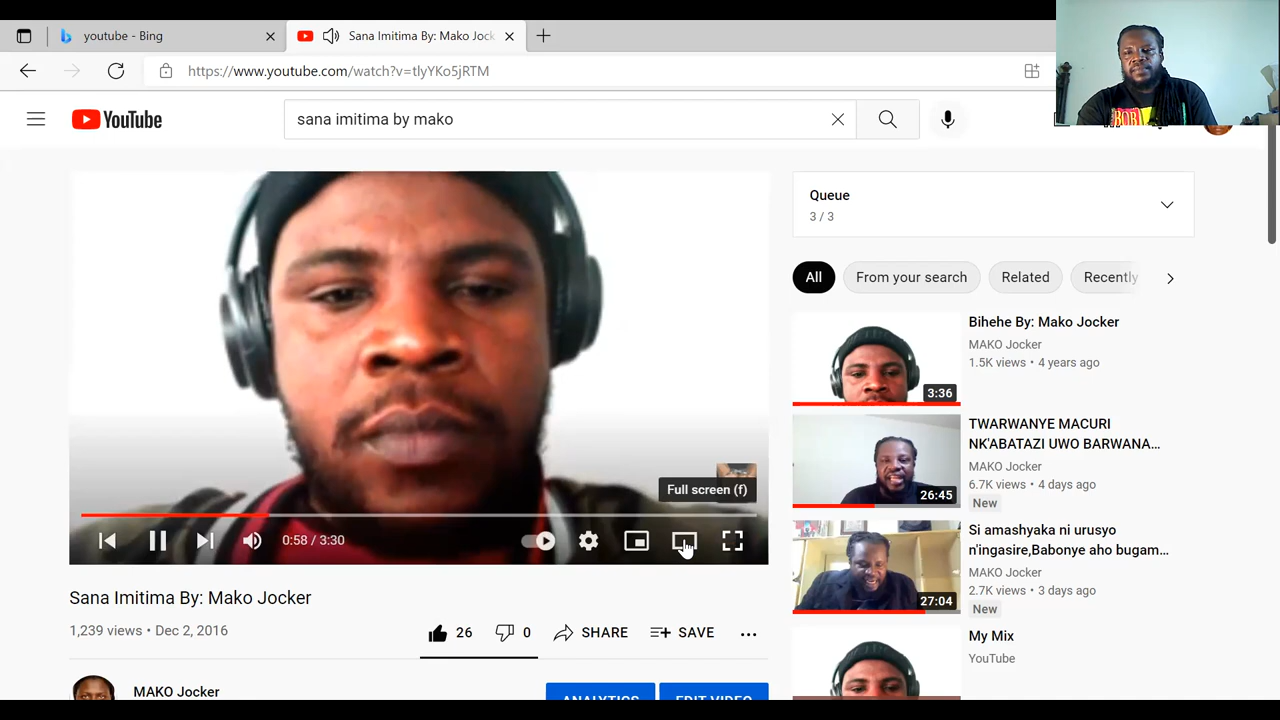 youtube - Bing
Sana Imitima By: Mako Jock
https://www.youtube.com/watch?v=tlyYKo5jRTM
YouTube
sana imitima by mako
Queue
3 / 3
All
From your search
Related
Recently
Bihehe By: Mako Jocker
MAKO Jocker
1.5K views • 4 years ago
3:36
TWARWANYE MACURI
NK'ABATAZI UWO BARWANA...
MAKO Jocker
6.7K views • 4 days ago
New
26:45
Si amashyaka ni urusyo
n'ingasire,Babonye aho bugam...
MAKO Jocker
2.7K views • 3 days ago
New
27:04
My Mix
YouTube
Full screen (f)
0:58 / 3:30
Sana Imitima By: Mako Jocker
1,239 views • Dec 2, 2016
26
0
SHARE
SAVE
MAKO Jocker
ANALYTICS
EDIT VIDEO